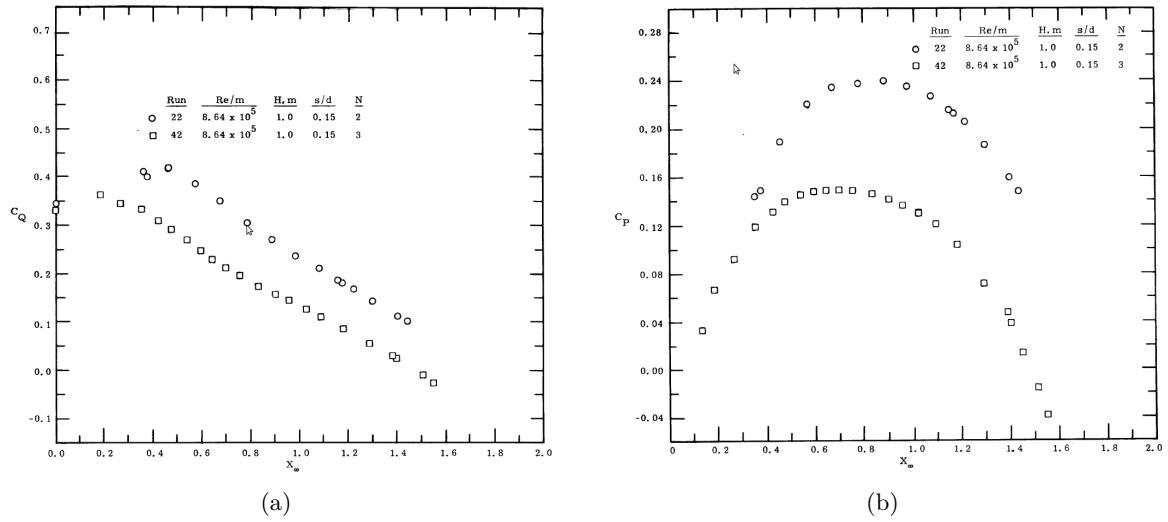 0.7
0.6
0.5
0.4
0.3
0.2
0.1
0.0
-0.1
C_Q
Run Re/m H, m s/d N
22 8.64 x 10^5 1.0 0.15 2
42 8.64 x 10^5 1.0 0.15 3
0.0 0.2 0.4 0.6 0.8 1.0 1.2 1.4 1.6 1.8 2.0
X_∞
(a)
0.28
0.24
0.20
0.16
0.12
0.08
0.04
0.00
-0.04
C_P
Run Re/m H, m s/d N
22 8.64 x 10^5 1.0 0.15 2
42 8.64 x 10^5 1.0 0.15 3
0 0.2 0.4 0.6 0.8 1.0 1.2 1.4 1.6 1.8 2.0
X_∞
(b)